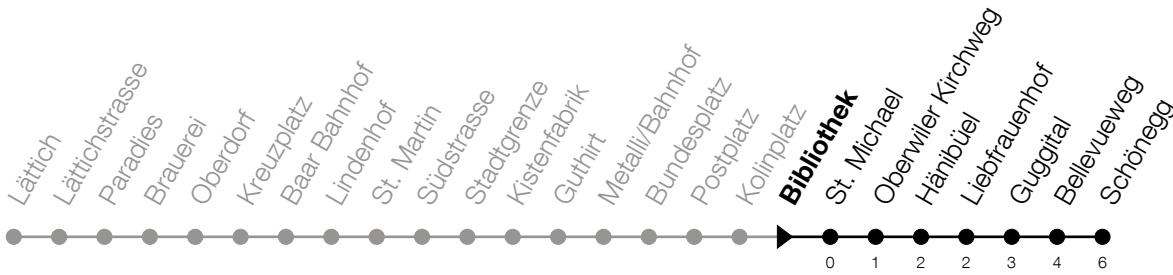 Lättich
Lättichstrasse
Paradies
Brauerei
Oberdorf
Kreuzplatz
Baar Bahnhof
Lindenhof
St. Martin
Südstrasse
Stadtgrenze
Kistenfabrik
Guthirt
Metalli/Bahnhof
Bundesplatz
Postplatz
Kolinplatz
Bibliothek
St. Michael
Oberwiler Kirchweg
Hänibüel
Liebfrauenhof
Guggital
Bellevueweg
Schönegg
0 1 2 2 3 4 6